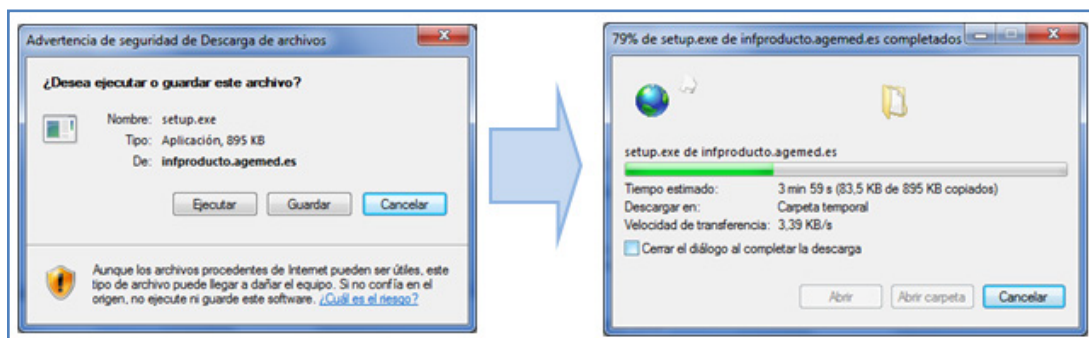 Advertencia de seguridad de Descarga de archivos
¿Desea ejecutar o guardar este archivo?
Nombre: setup.exe
Tipo: Aplicación, 895 KB
De: infproducto.agemed.es
Ejecutar Guardar Cancelar
Aunque los archivos procedentes de Internet pueden ser útiles, este
tipo de archivo puede llegar a dañar el equipo. Si no confía en el
origen, no ejecute ni guarde este software. ¿Cuál es el riesgo?
79% de setup.exe de infproducto.agemed.es completados
setup.exe de infproducto.agemed.es
Tiempo estimado: 3 min 59 s (83,5 KB de 895 KB copiados)
Descargar en: Carpeta temporal
Velocidad de transferencia: 3,39 KB/s
Cerrar el diálogo al completar la descarga
Abrir Abrir carpeta Cancelar